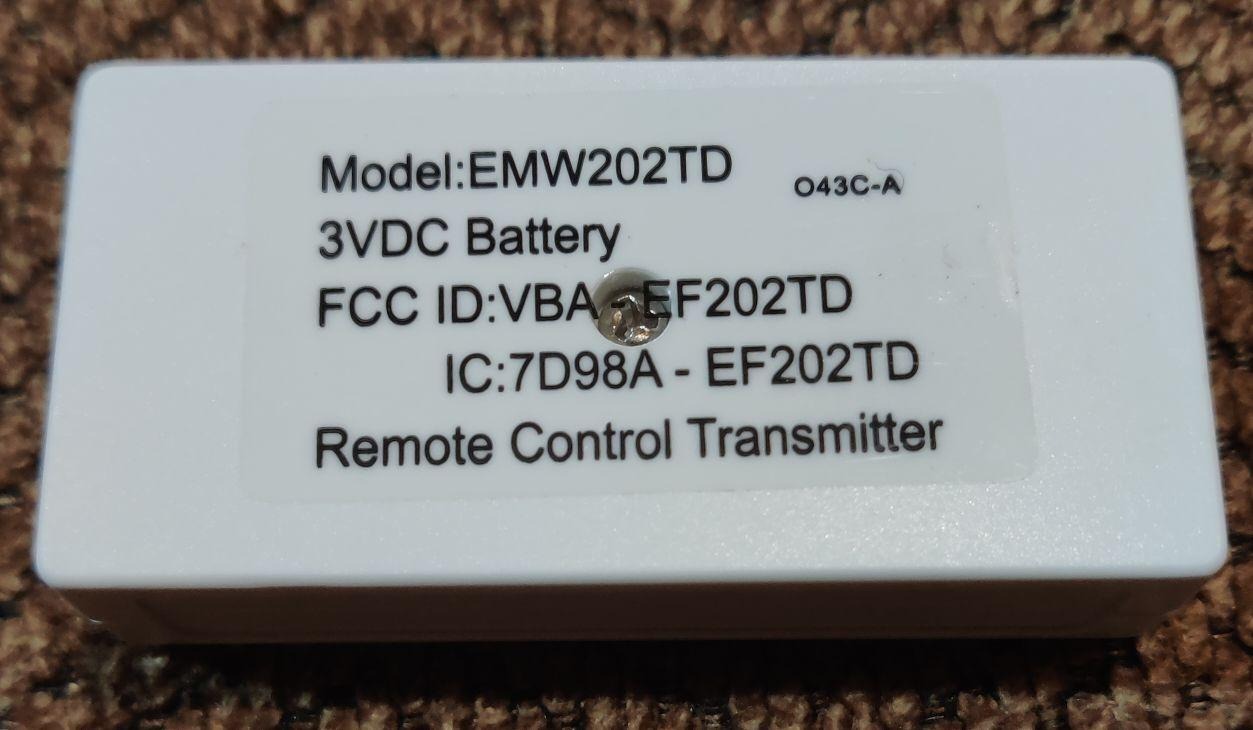 Model:EMW202TD
O43C-A
3VDC Battery
FCC ID:VBA - EF202TD
IC:7D98A - EF202TD
Remote Control Transmitter